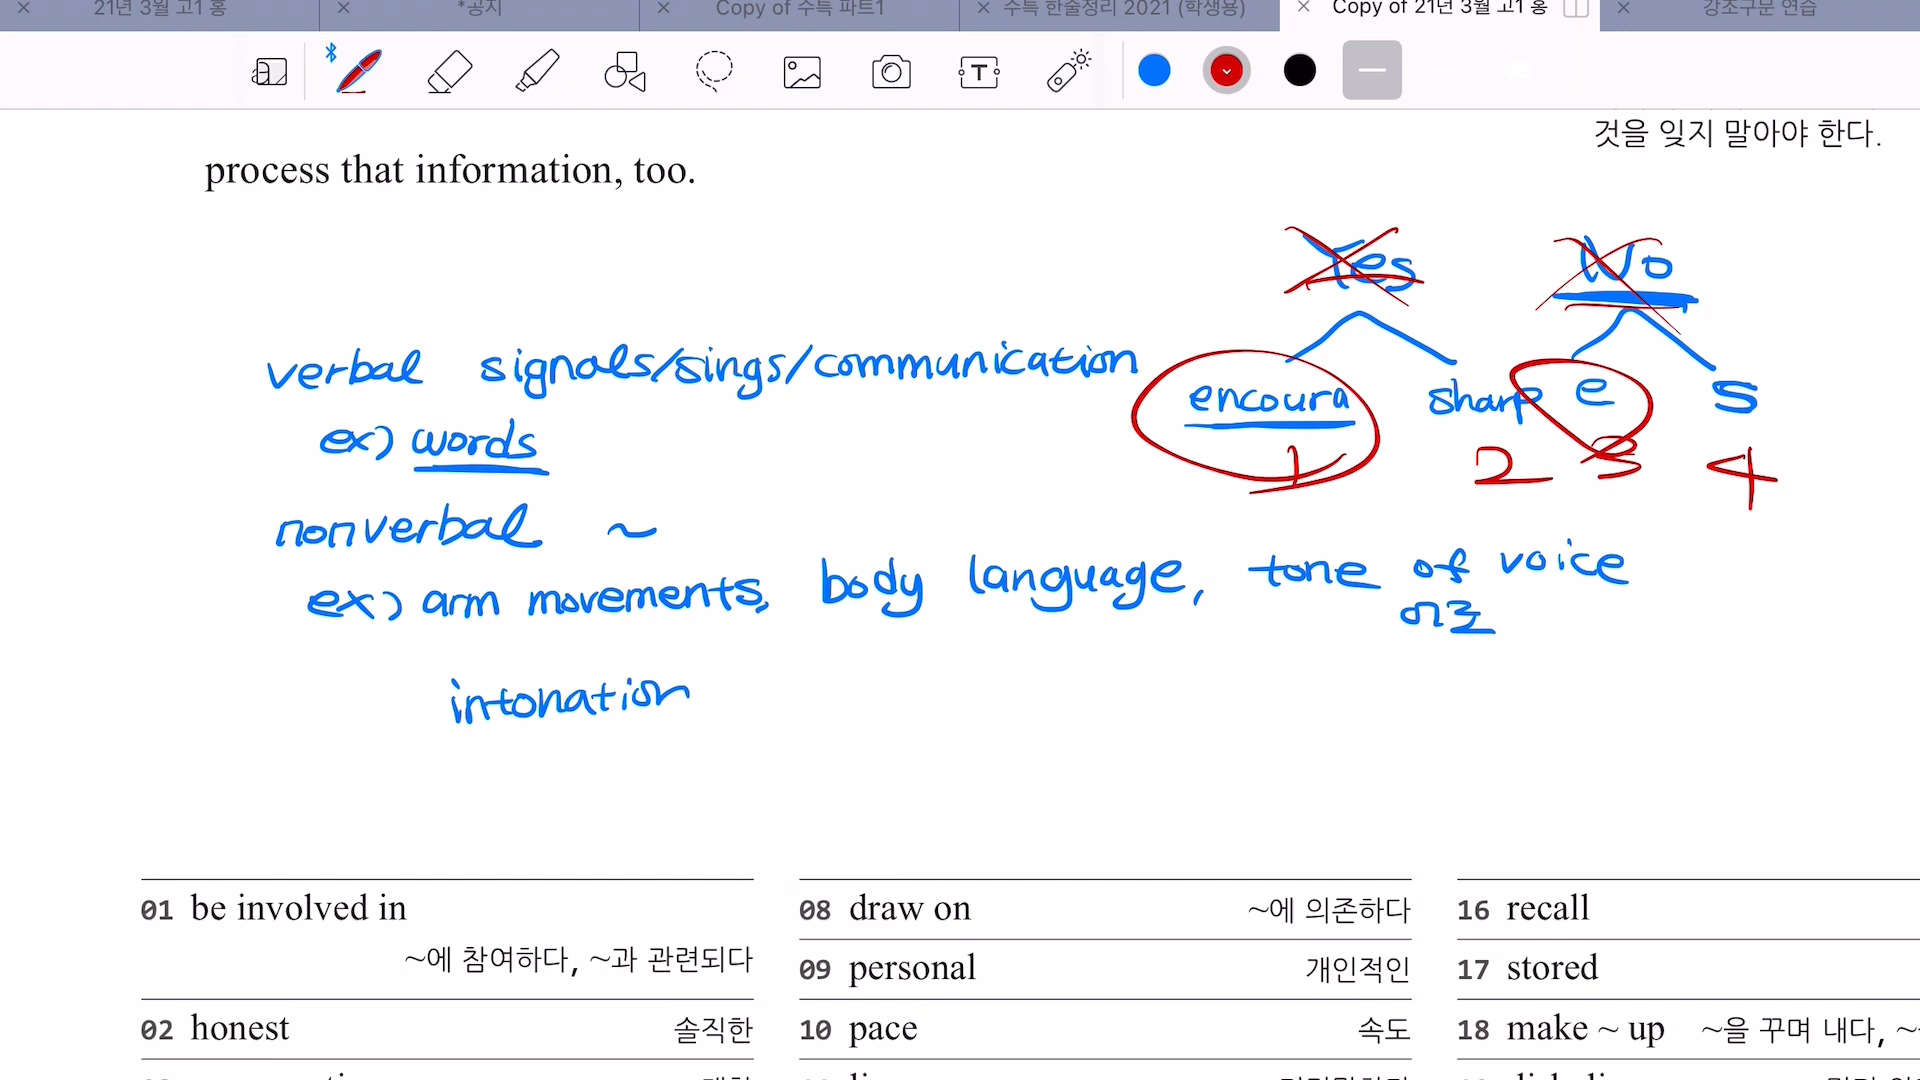 21년 3월 고1 홍
*공지
Copy of 수특 파트1
수특 한술정리 2021 (학생용)
Copy of 21년 3월 고1 홍
강조구문 연습
것을 잊지 말아야 한다.
process that information, too.
Yes No
verbal signals/sings/communication
encoura sharp e s
ex) words
1 2 3 4
nonverbal ~
ex) arm movements, body language, tone of voice
어조
intonation
01 be involved in
~에 참여하다, ~과 관련되다
02 honest 솔직한
08 draw on ~에 의존하다
09 personal 개인적인
10 pace 속도
16 recall
17 stored
18 make ~ up ~을 꾸며 내다, ~